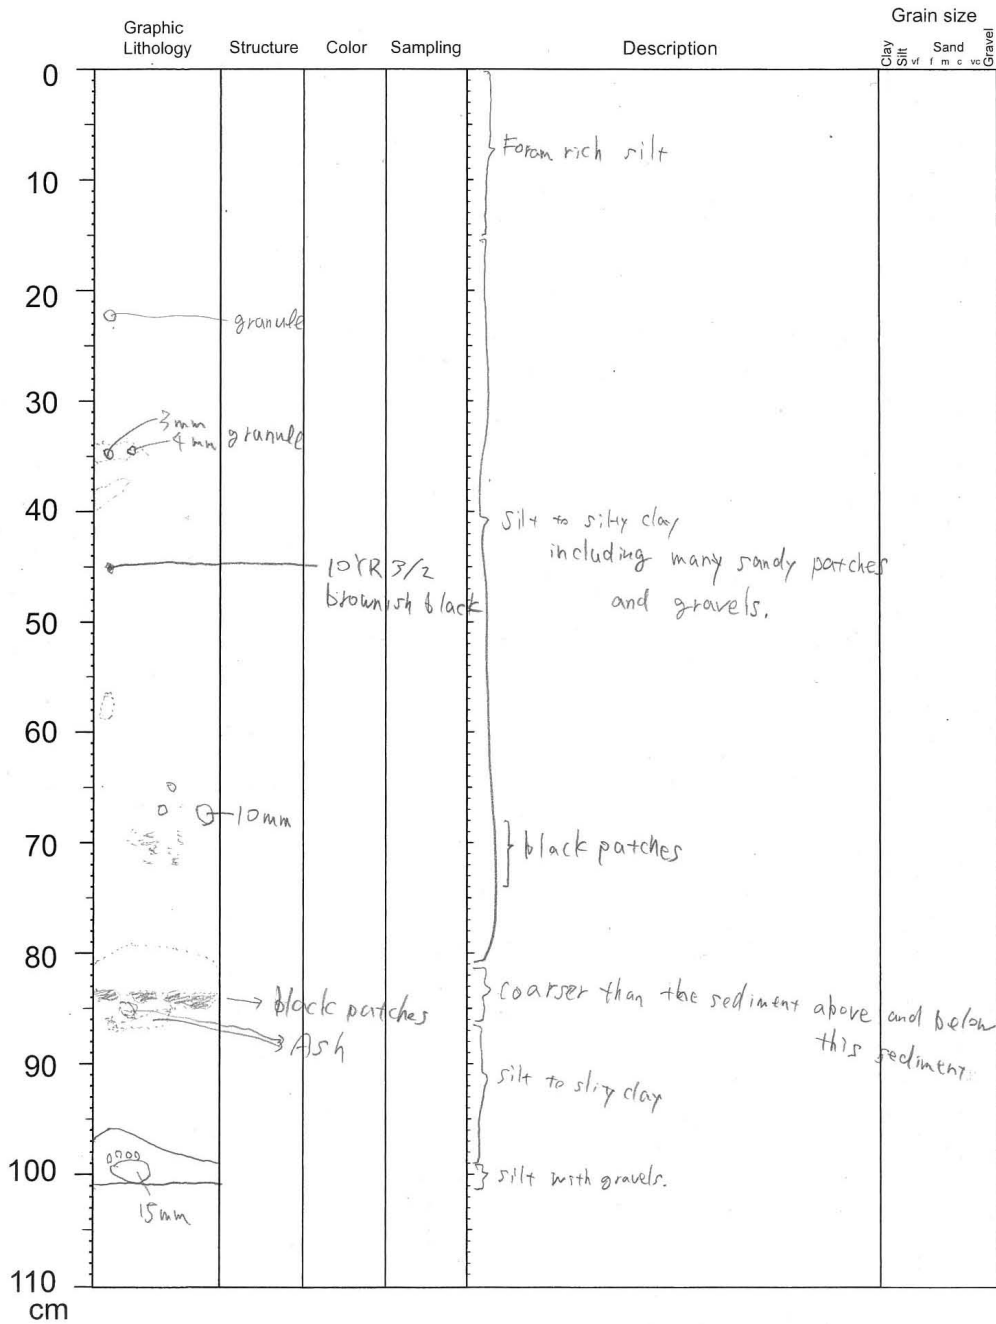 Graphic
Lithology
Structure
Color
Sampling
Description
Grain size
Clay
Silt
vf
f
m
c
vc
Sand
Gravel
0
Foram rich silt
10
20
granule
30
3mm
4mm granule
40
Silt to silty clay
including many sandy patches
and gravels.
10YR 3/2
brownish black
50
60
10mm
70
black patches
80
black patches
Ash
coarser than the sediment above and below
this sediment
90
silt to slity clay
100
silt with gravels.
15mm
110
cm